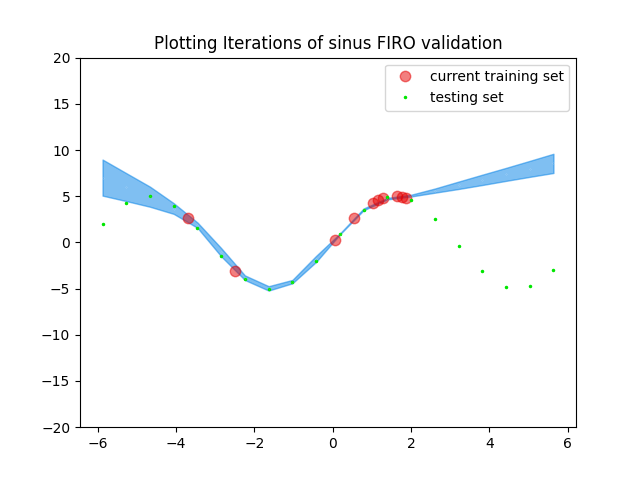 Plotting Iterations of sinus FIRO validation
current training set
testing set
20
15
10
5
0
−5
−10
−15
−20
−6 −4 −2 0 2 4 6